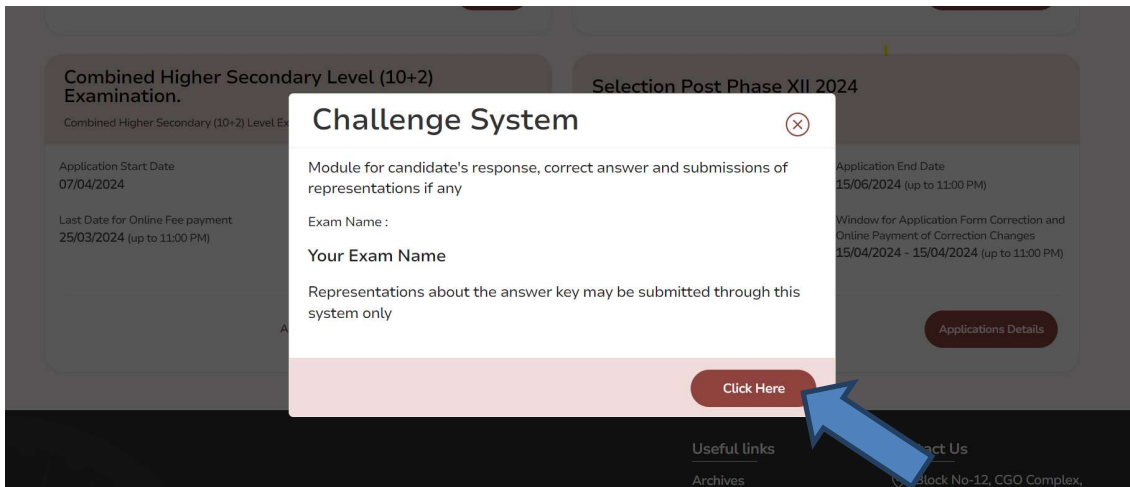 Combined Higher Secondary Level (10+2)
Examination.
Combined Higher Secondary (10+2) Level Ex
Application Start Date
07/04/2024
Last Date for Online Fee payment
25/03/2024 (up to 11:00 PM)
A
Selection Post Phase XII 2024
Application End Date
15/06/2024 (up to 11:00 PM)
Window for Application Form Correction and
Online Payment of Correction Changes
15/04/2024 - 15/04/2024 (up to 11:00 PM)
Applications Details
Challenge System
Module for candidate's response, correct answer and submissions of
representations if any
Exam Name :
Your Exam Name
Representations about the answer key may be submitted through this
system only
Click Here
Useful links
Archives
act Us
Block No-12, CGO Complex,